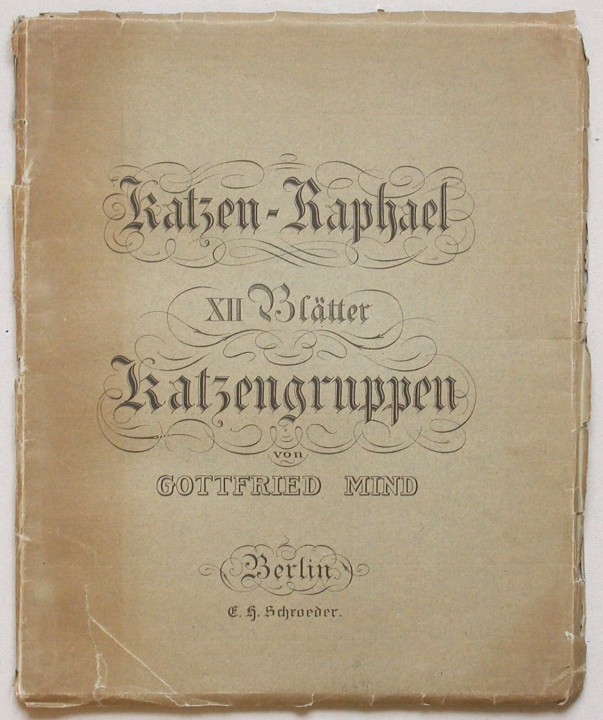 Katzen-Raphael
XII Blätter
Katzengruppen
von
GOTTFRIED MIND
Berlin
E. H. Schroeder.